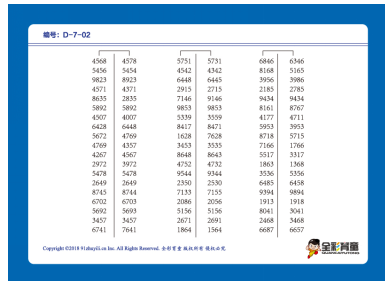 编号: D-7-02
4568 4578 5751 5731 6846 6346
5456 5454 4542 4342 8168 5165
9823 8923 6448 6445 3956 3986
4571 4371 2915 2715 2185 2785
8635 2835 7146 9146 9434 9434
5892 5892 9853 9853 8161 8767
4507 4007 5339 3559 4177 4711
6428 6448 8417 8471 5953 3953
5672 4769 1628 7628 8718 5715
4769 4357 3453 3535 7166 1766
4267 4567 8648 8643 5517 3317
2972 3972 4752 4732 1863 1368
5478 5478 9544 9344 3536 5356
2649 2649 2350 2530 6485 6458
8745 8744 7133 7155 9394 9894
6702 6703 2086 2056 1913 1918
5692 5693 5156 5156 8041 3041
3457 3457 2671 2691 2468 3468
6741 7641 1864 1564 6687 6657
Copyright ©2018 91zhuyili.cn Inc. All Rights Reserved. 全彩育童 版权所有 侵权必究
全彩育童
QUANCAIYUTONG